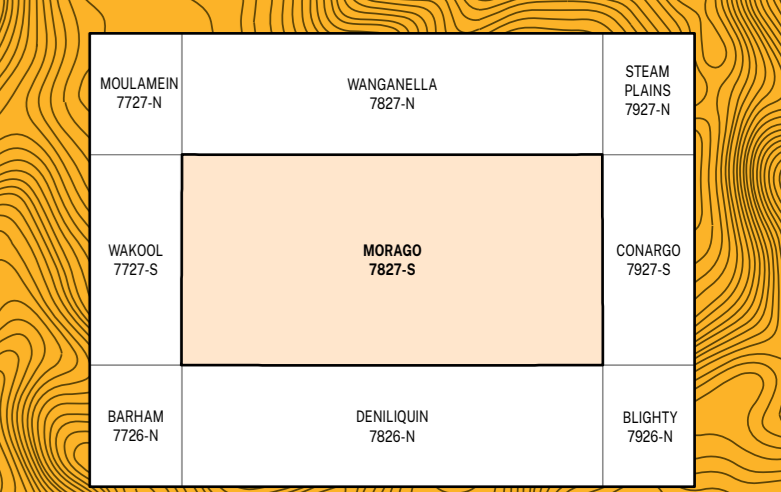 MOULAMEIN
7727-N
WANGANELLA
7827-N
STEAM
PLAINS
7927-N
WAKOOL
7727-S
MORAGO
7827-S
CONARGO
7927-S
BARHAM
7726-N
DENILIQUIN
7826-N
BLIGHTY
7926-N